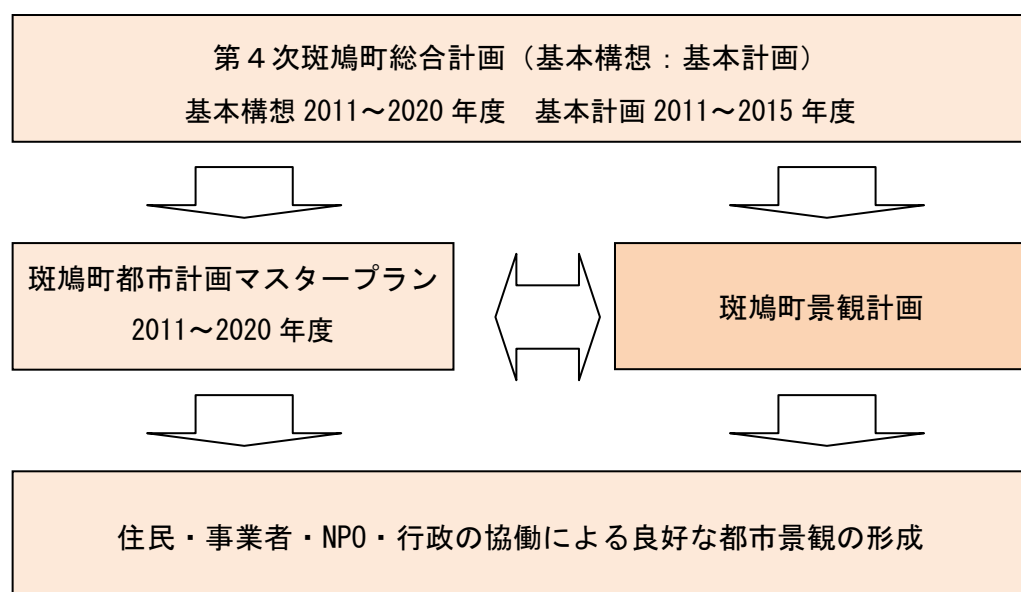 第４次斑鳩町総合計画（基本構想：基本計画）
基本構想 2011～2020 年度　基本計画 2011～2015 年度
斑鳩町都市計画マスタープラン
2011～2020 年度
斑鳩町景観計画
住民・事業者・NPO・行政の協働による良好な都市景観の形成